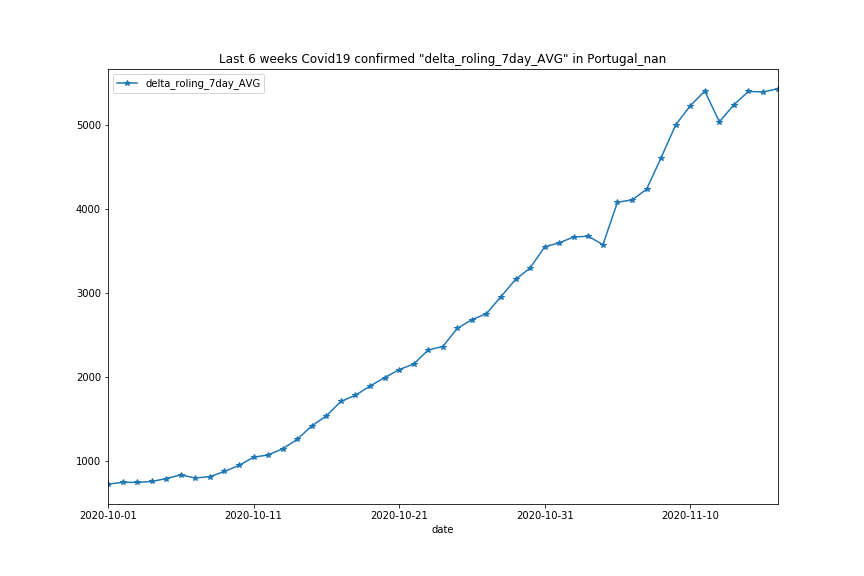 Last 6 weeks Covid19 confirmed "delta_roling_7day_AVG" in Portugal_nan
delta_roling_7day_AVG
5000
4000
3000
2000
1000
2020-10-01 2020-10-11 2020-10-21 2020-10-31 2020-11-10
date